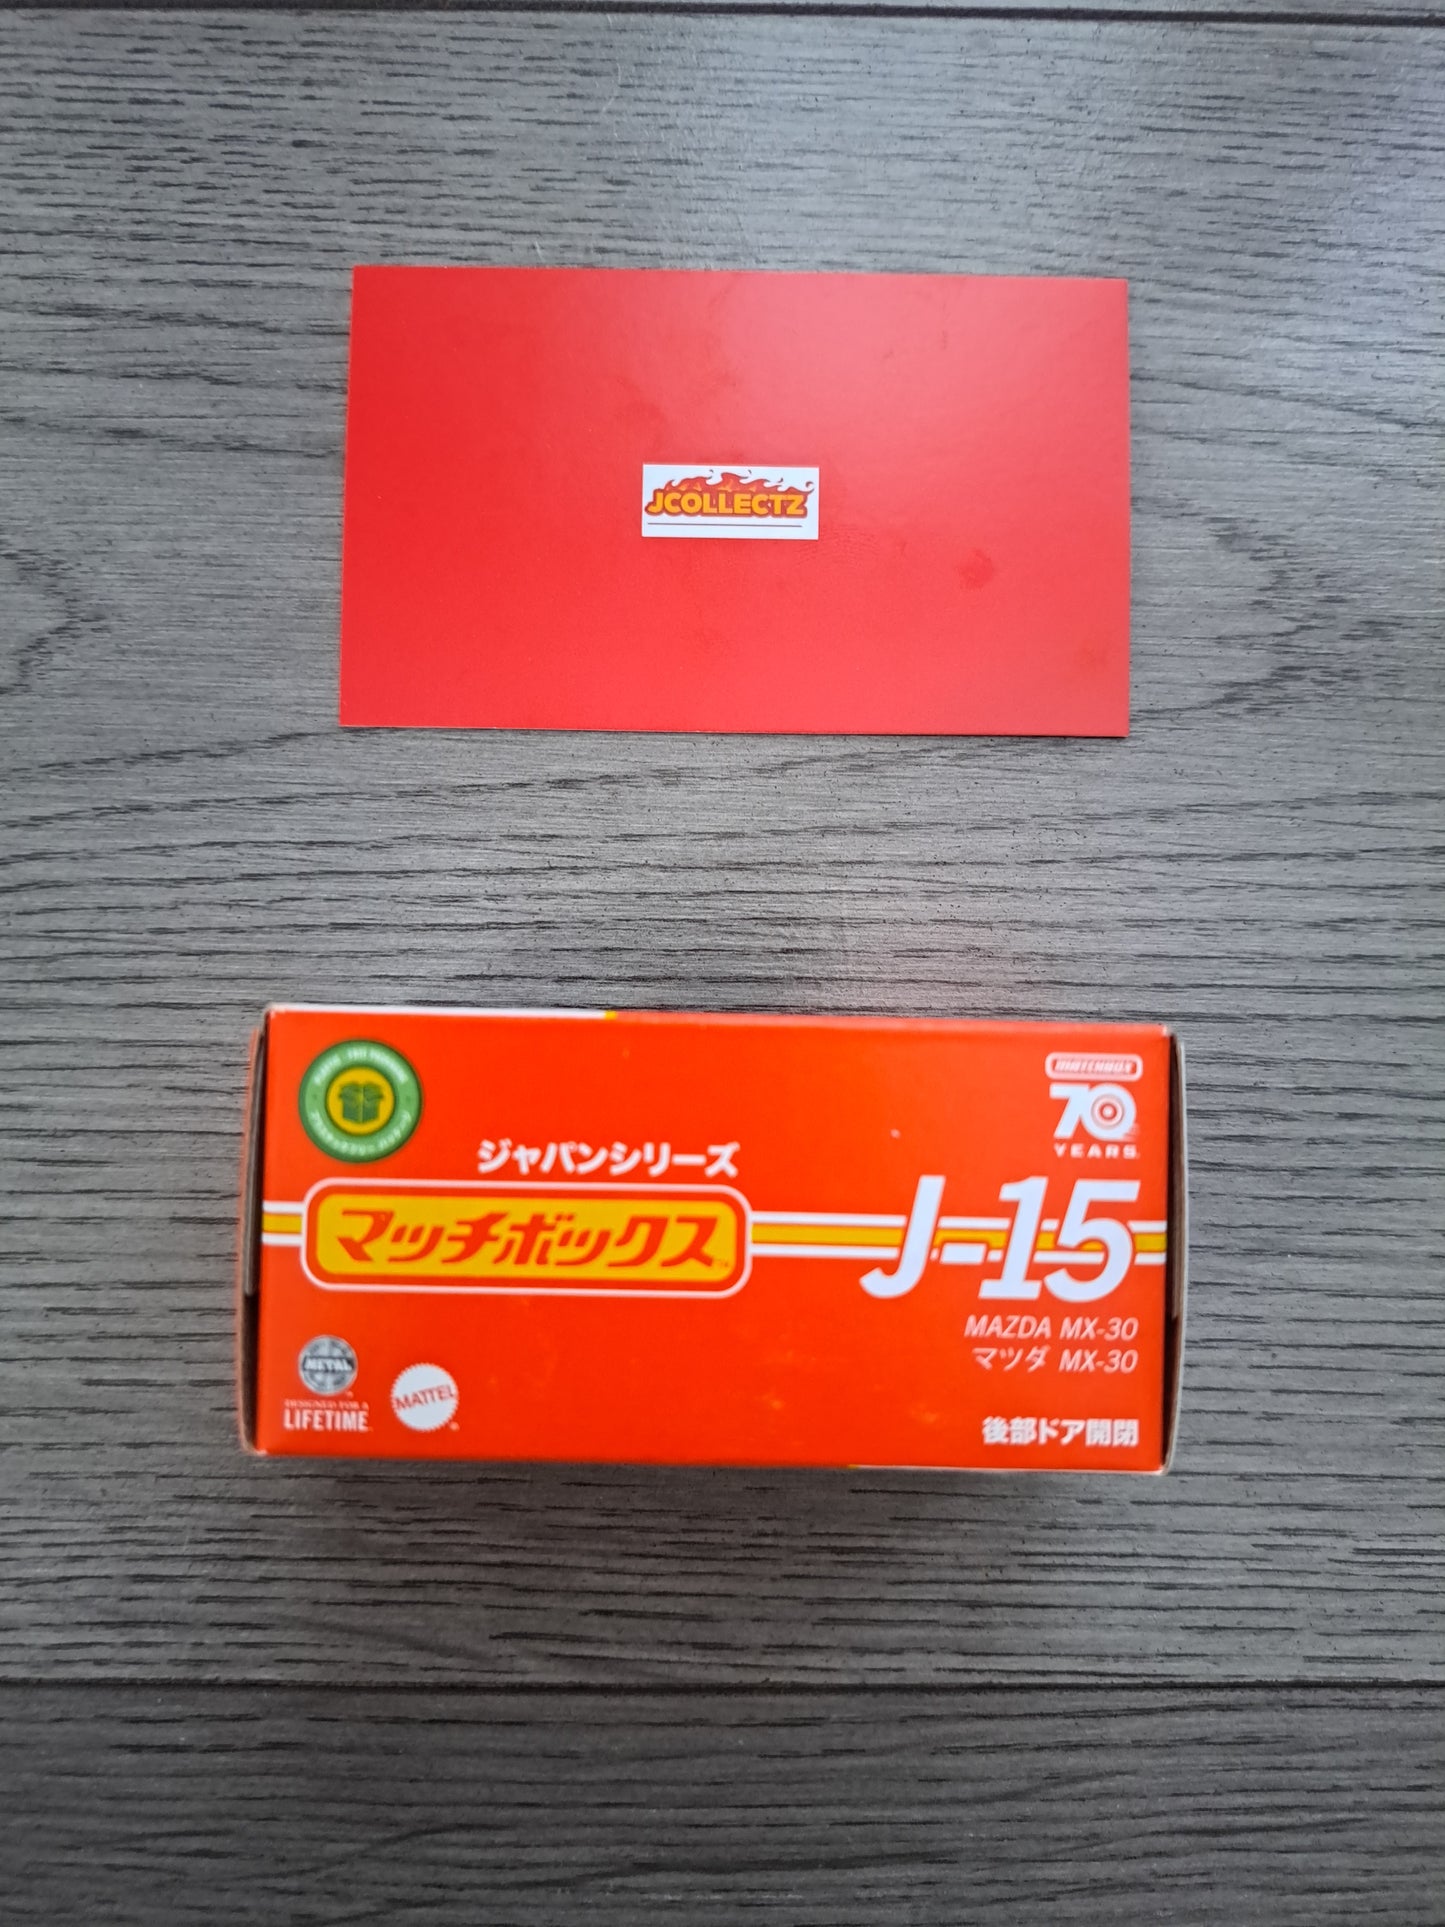 JCOLLECTZ
MATCHBOX
70
YEARS
ジャパンシリーズ
マッチボックス
J-15
MAZDA MX-30
マツダ MX-30
METAL
DESIGNED FOR A
LIFETIME
MATTEL
後部ドア開閉